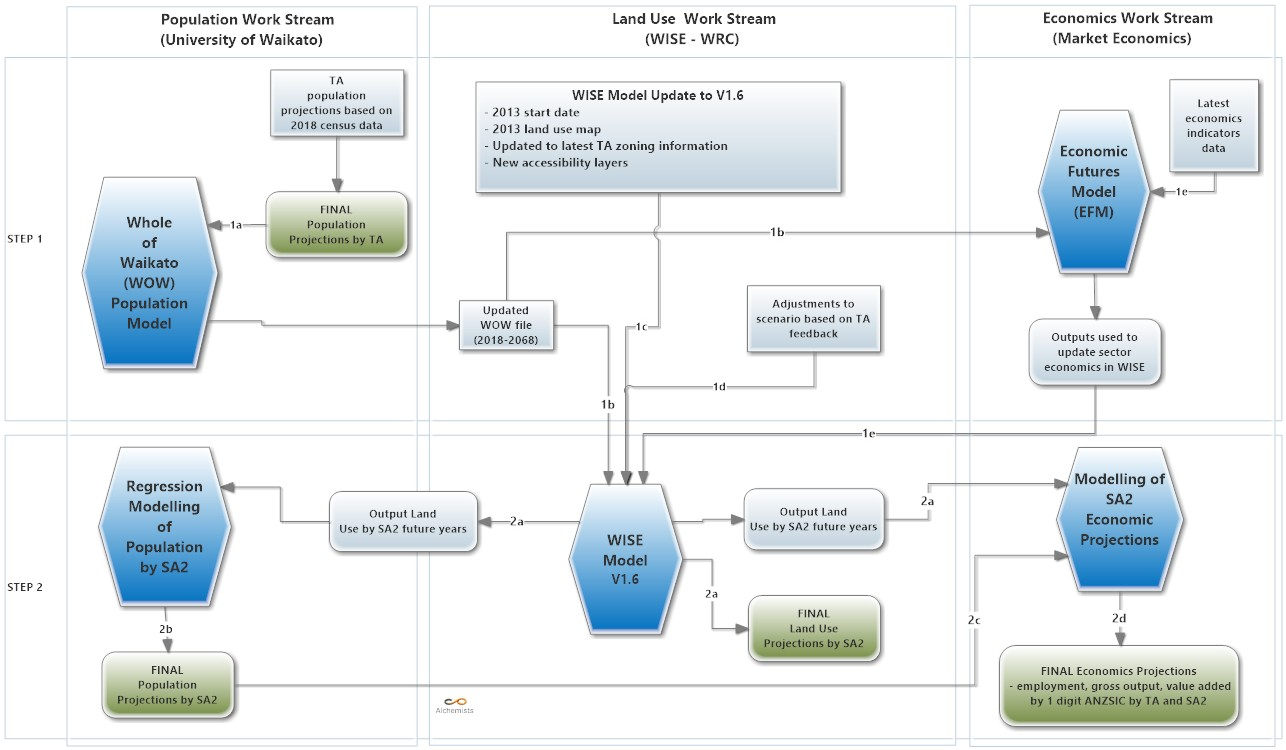 Population Work Stream
(University of Waikato)
Land Use  Work Stream
(WISE - WRC)
Economics Work Stream
(Market Economics)
STEP 1
TA
population
projections based on
2018 census data
FINAL
Population
Projections by TA
1a
Whole
of
Waikato
(WOW)
Population
Model
WISE Model Update to V1.6
- 2013 start date
- 2013 land use map
- Updated to latest TA zoning information
- New accessibility layers
Updated
WOW file
(2018-2068)
1b
1c
Adjustments to
scenario based on TA
feedback
1d
1b
Economic
Futures
Model
(EFM)
Latest
economics
indicators
data
1e
Outputs used to
update sector
economics in WISE
1e
STEP 2
Regression
Modelling
of
Population
by SA2
Output Land
Use by SA2 future years
2a
WISE
Model
V1.6
Output Land
Use by SA2 future years
2a
2a
FINAL
Land Use
Projections by SA2
2b
FINAL
Population
Projections by SA2
Modelling of
SA2
Economic
Projections
2c
2d
FINAL Economics Projections
- employment, gross output, value added
by 1 digit ANZSIC by TA and SA2
Alchemists